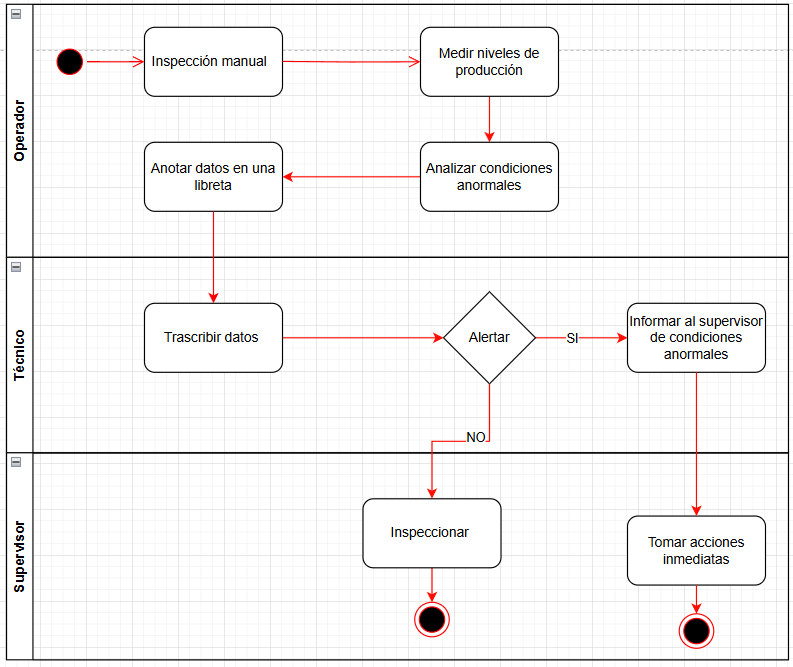 Operador
Inspección manual
Medir niveles de
producción
Anotar datos en una
libreta
Analizar condiciones
anormales
Técnico
Trascribir datos
Alertar
SI
Informar al supervisor
de condiciones
anormales
NO
Supervisor
Inspeccionar
Tomar acciones
inmediatas